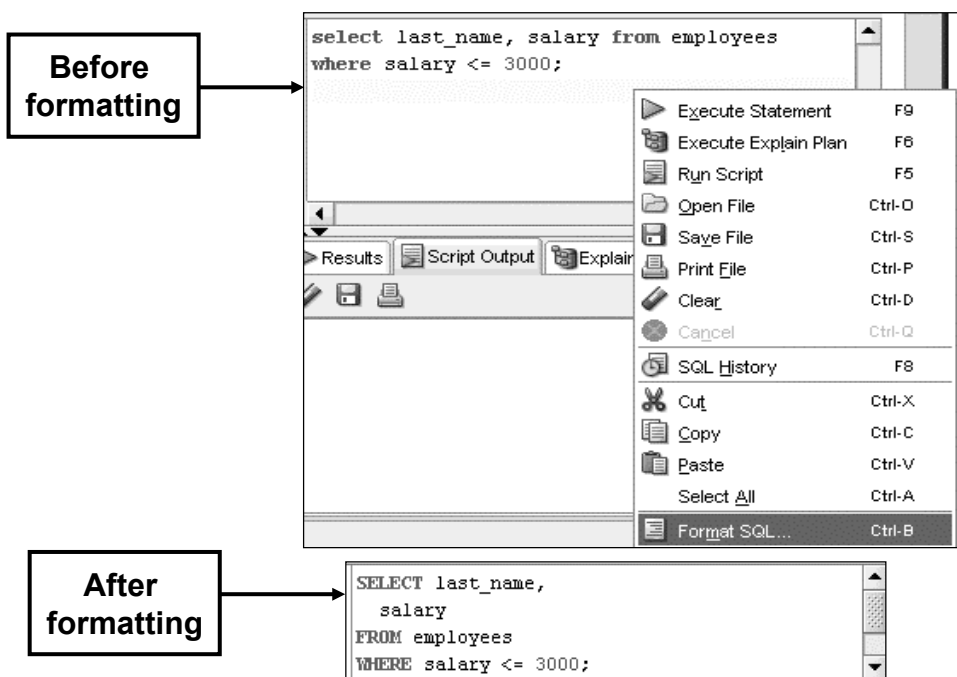 Before
formatting
select last_name, salary from employees
where salary <= 3000;
Execute Statement F9
Execute Explain Plan F6
Run Script F5
Open File Ctrl-O
Save File Ctrl-S
Print File Ctrl-P
Clear Ctrl-D
Cancel Ctrl-Q
SQL History F8
Cut Ctrl-X
Copy Ctrl-C
Paste Ctrl-V
Select All Ctrl-A
Format SQL... Ctrl-B
Results Script Output Explain
After
formatting
SELECT last_name,
salary
FROM employees
WHERE salary <= 3000;